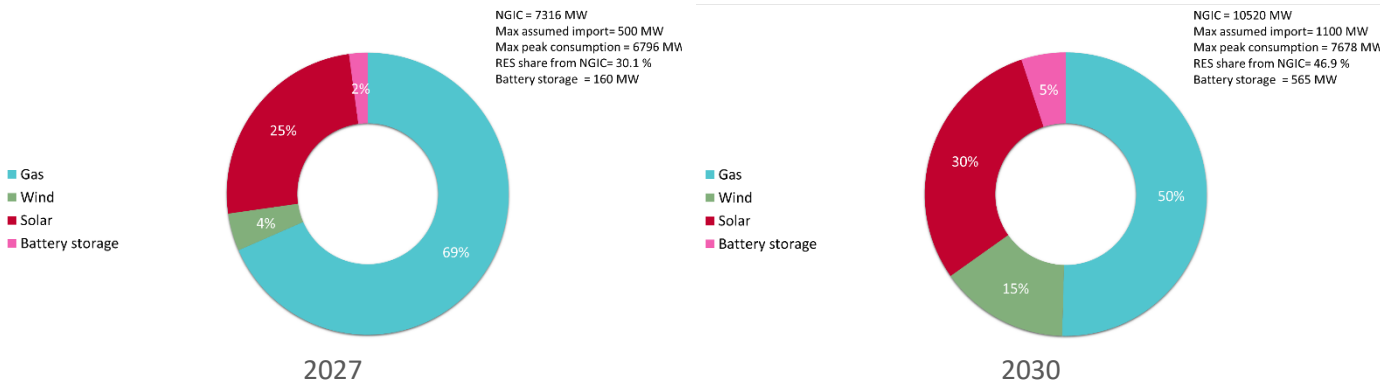 NGIC = 7316 MW
Max assumed import= 500 MW
Max peak consumption = 6796 MW
RES share from NGIC= 30.1 %
Battery storage = 160 MW
2%
25%
4%
69%
Gas
Wind
Solar
Battery storage
2027
NGIC = 10520 MW
Max assumed import= 1100 MW
Max peak consumption = 7678 MW
RES share from NGIC= 46.9 %
Battery storage = 565 MW
5%
30%
50%
15%
Gas
Wind
Solar
Battery storage
2030